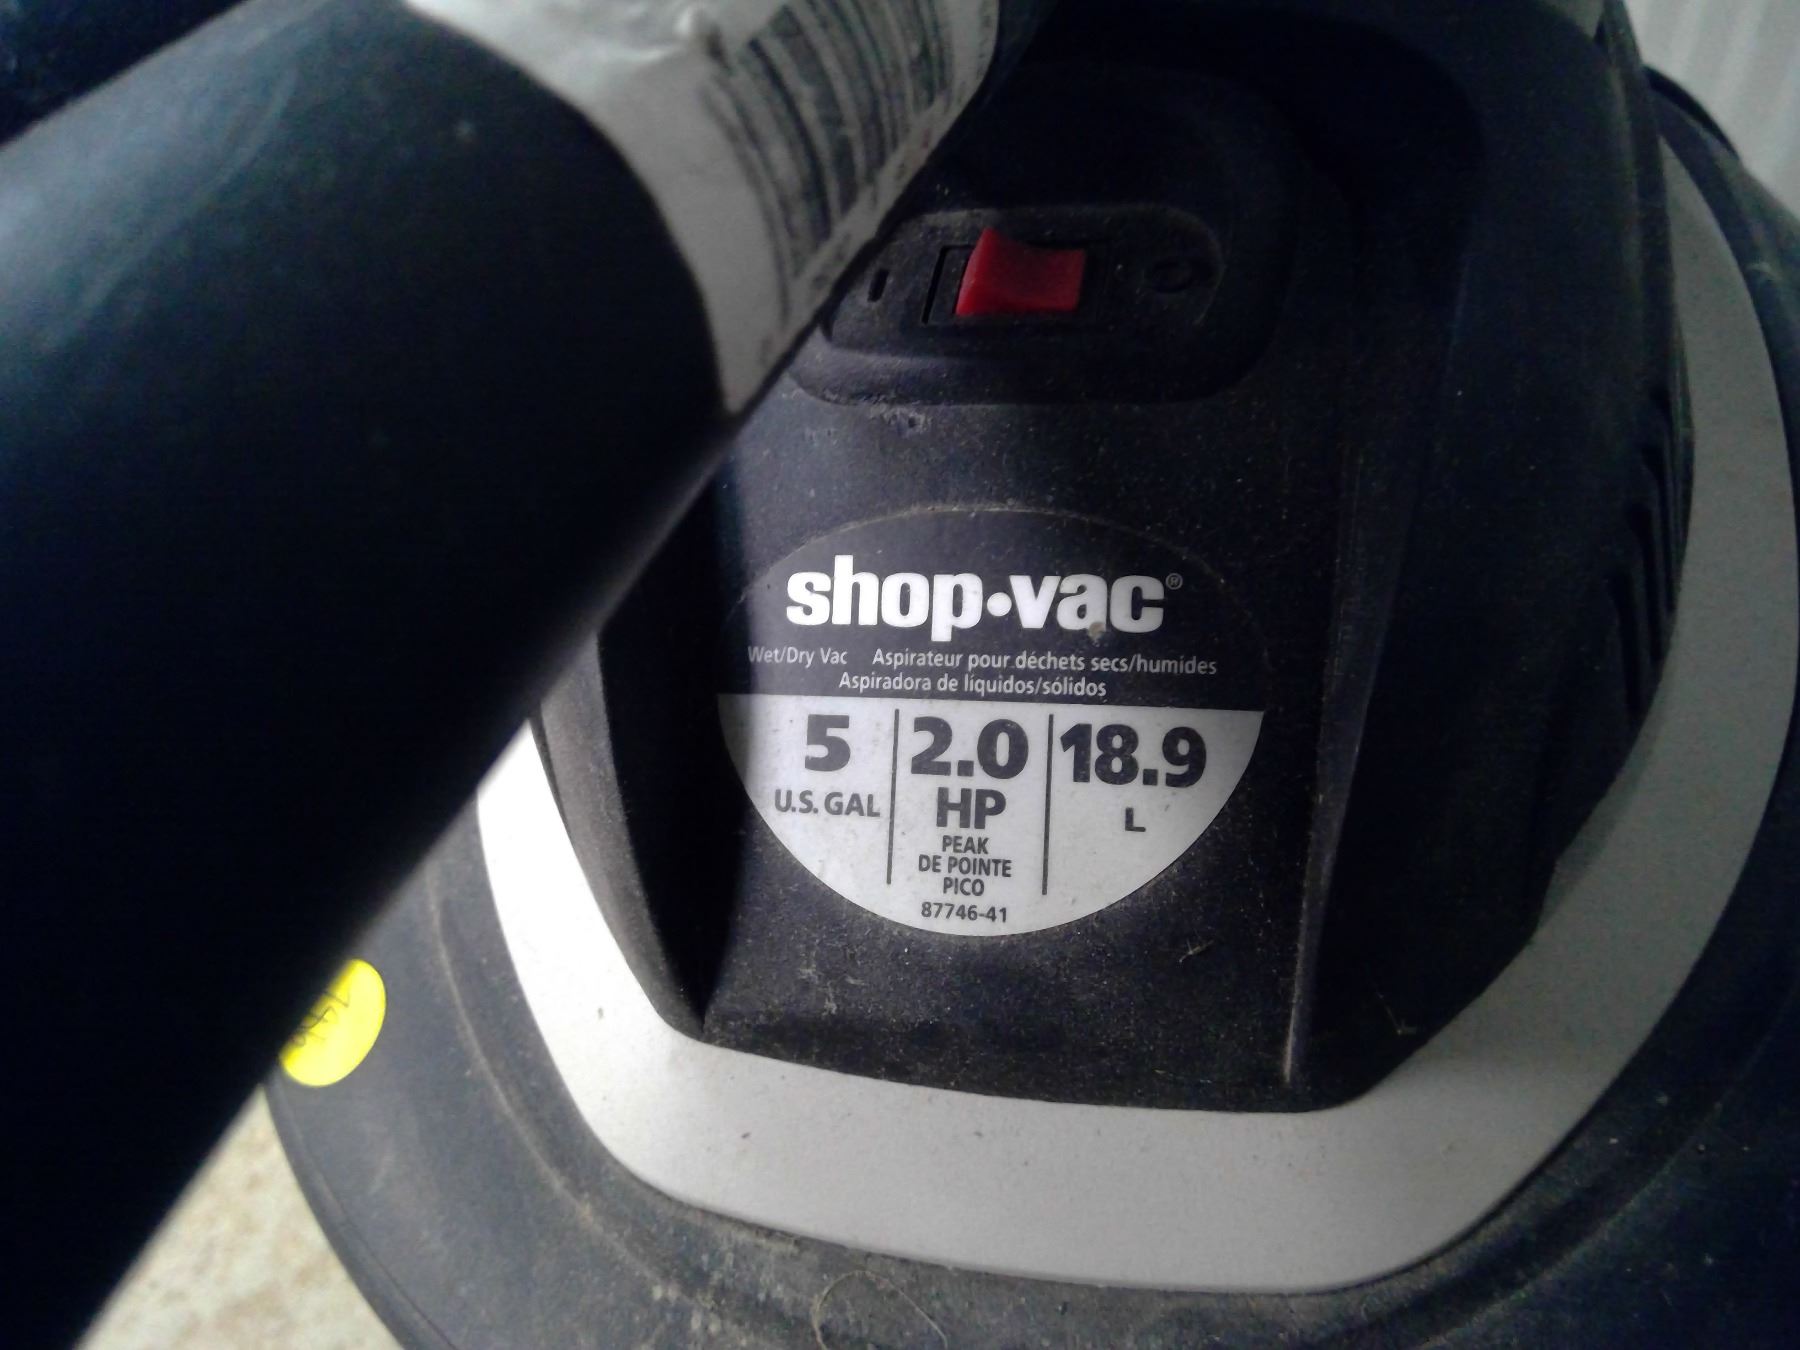 shop·vac®
Wet/Dry Vac Aspirateur pour déchets secs/humides
Aspiradora de líquidos/sólidos
5
U.S. GAL
2.0
HP
PEAK
DE POINTE
PICO
18.9
L
87746-41